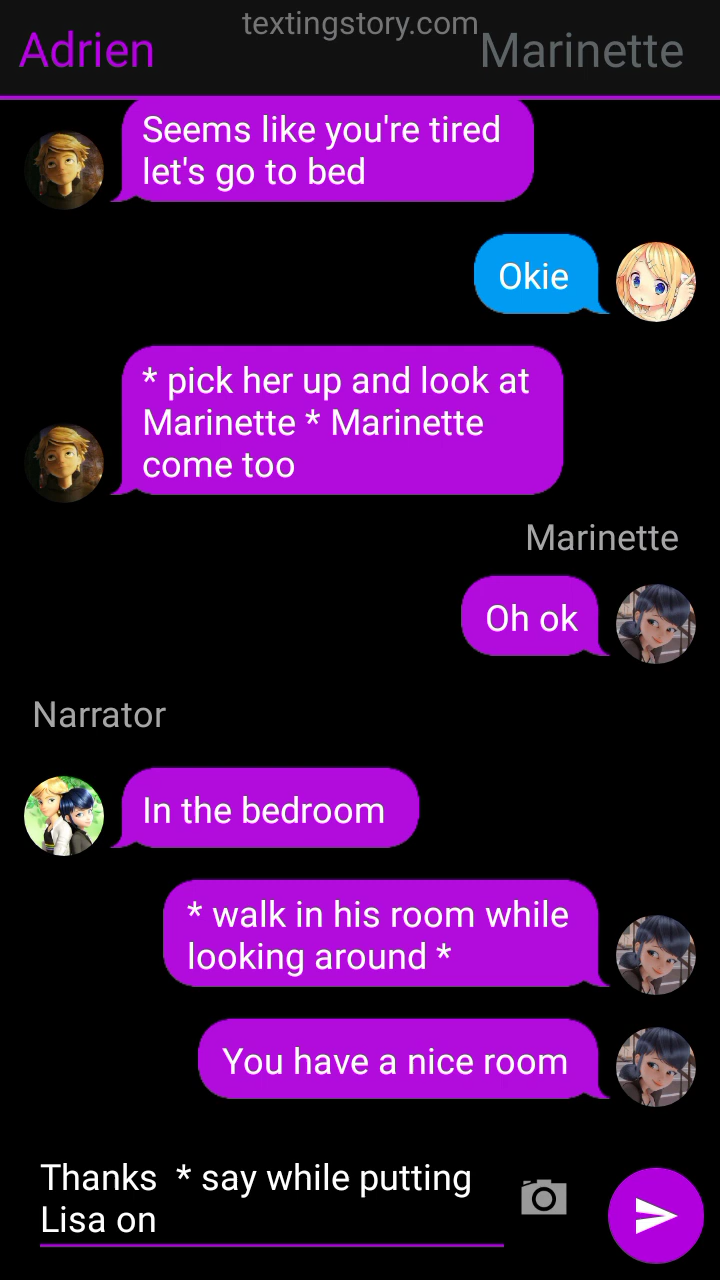 textingstory.com
Adrien
Marinette
Seems like you're tired
let's go to bed
Okie
* pick her up and look at
Marinette * Marinette
come too
Marinette
Oh ok
Narrator
In the bedroom
* walk in his room while
looking around *
You have a nice room
Thanks  * say while putting
Lisa on